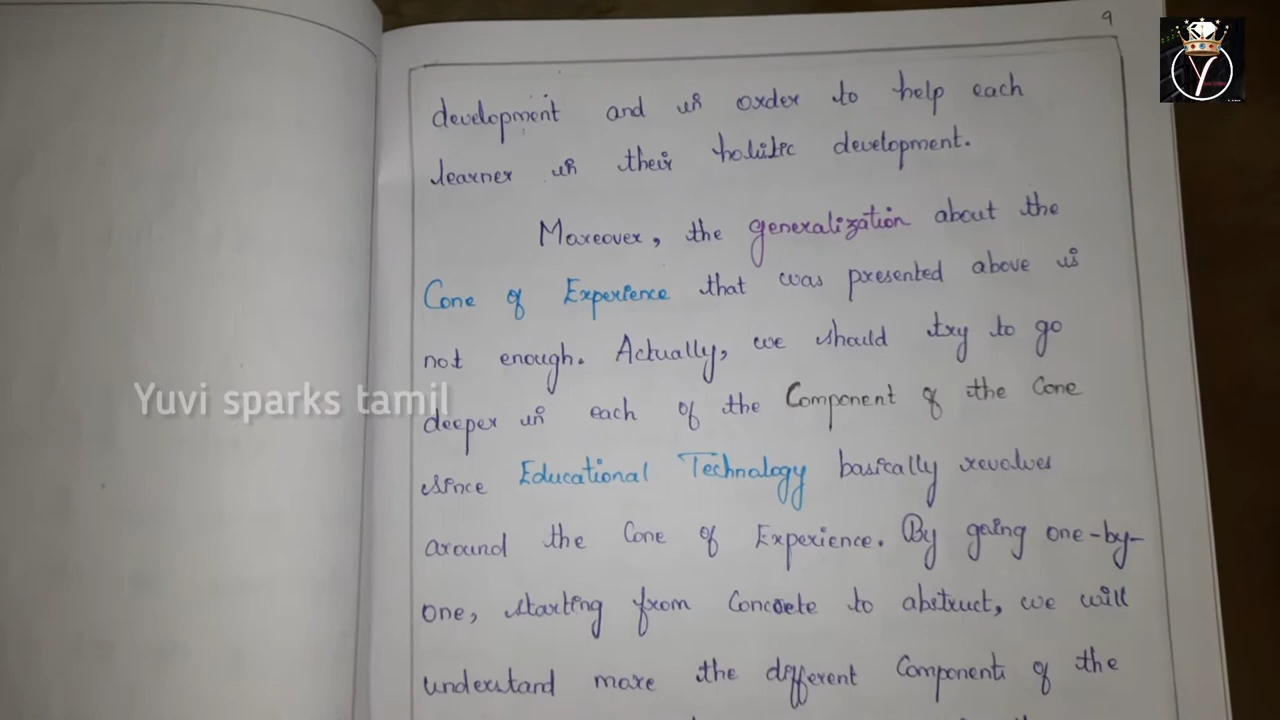 9
development and in order to help each
learner in their holistic development.
Moreover, the generalization about the
Cone of Experience that was presented above is
not enough. Actually, we should try to go
deeper in each of the Component of the Cone
since Educational Technology basically revolves
around the Cone of Experience. By going one-by-
one, starting from Concrete to abstruct, we will
understand more the different Components of the
Yuvi sparks tamil
Y